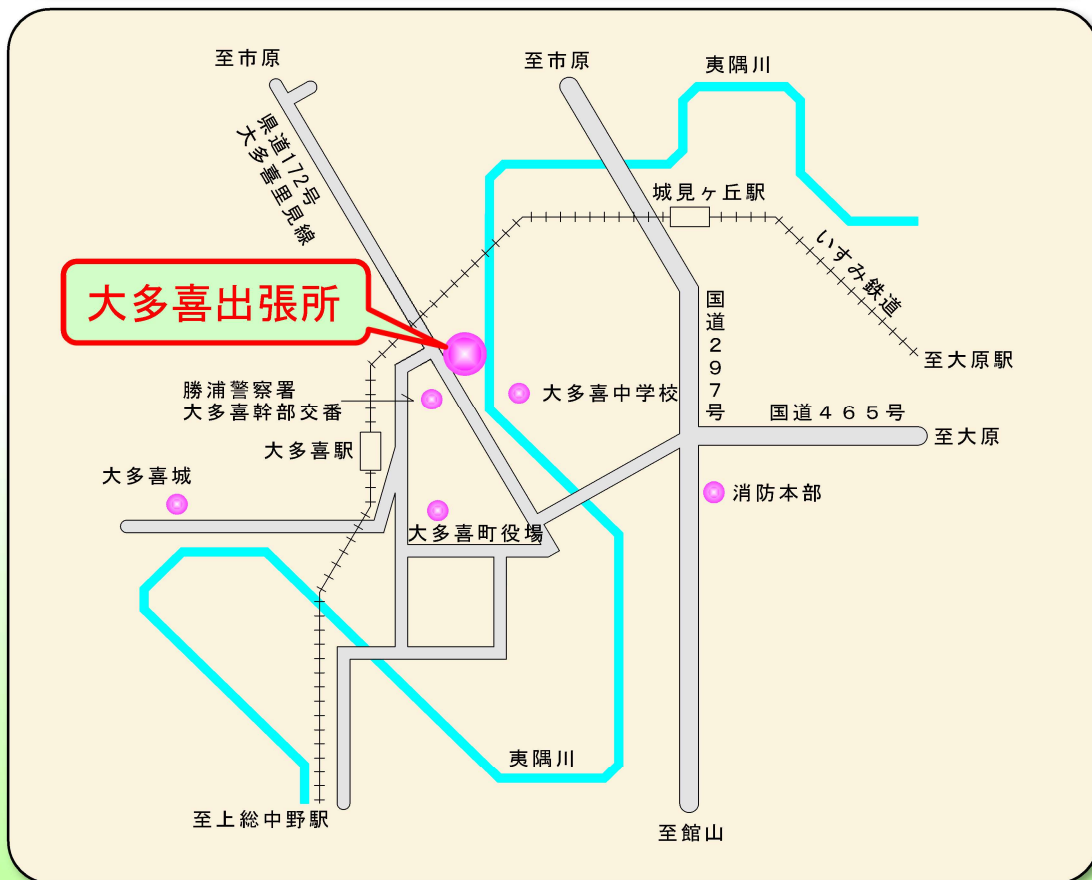 至市原
至市原
夷隅川
県道172号
大多喜里見線
城見ヶ丘駅
いすみ鉄道
大多喜出張所
国道297号
至大原駅
勝浦警察署
大多喜幹部交番
大多喜中学校
国道465号
至大原
大多喜駅
大多喜城
消防本部
大多喜町役場
夷隅川
至上総中野駅
至館山